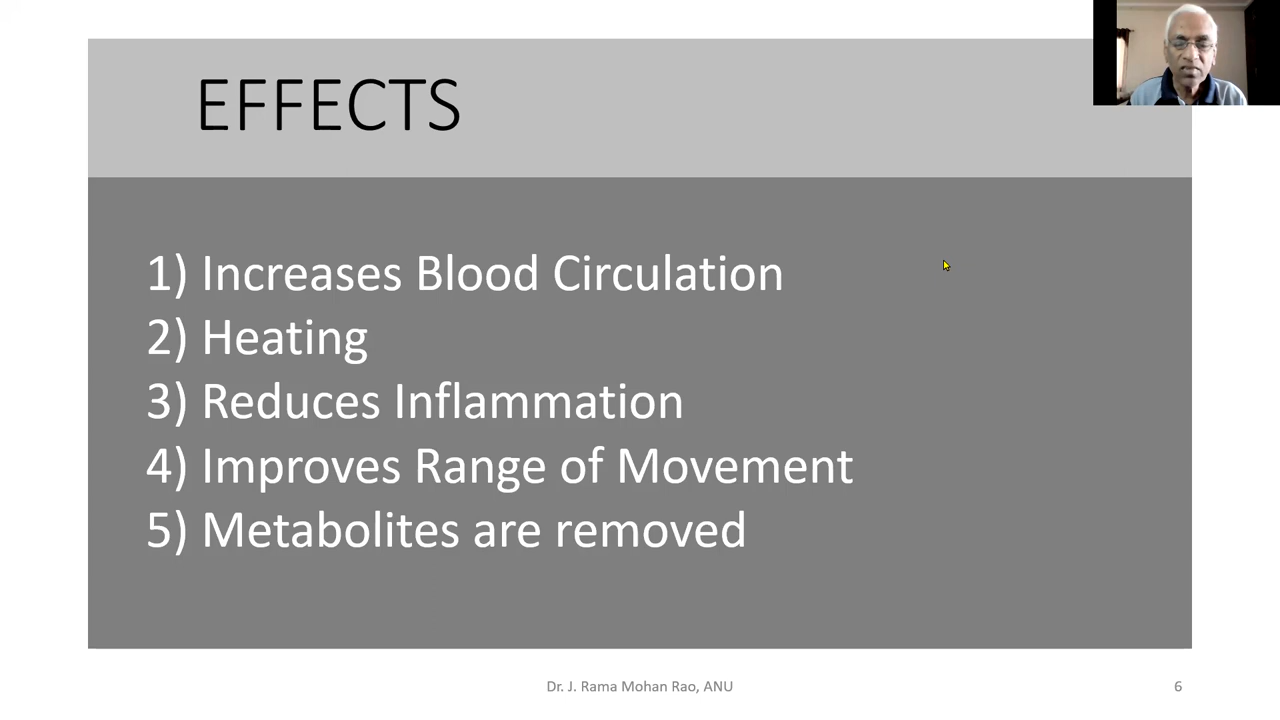 EFFECTS
1) Increases Blood Circulation
2) Heating
3) Reduces Inflammation
4) Improves Range of Movement
5) Metabolites are removed
Dr. J. Rama Mohan Rao, ANU
6